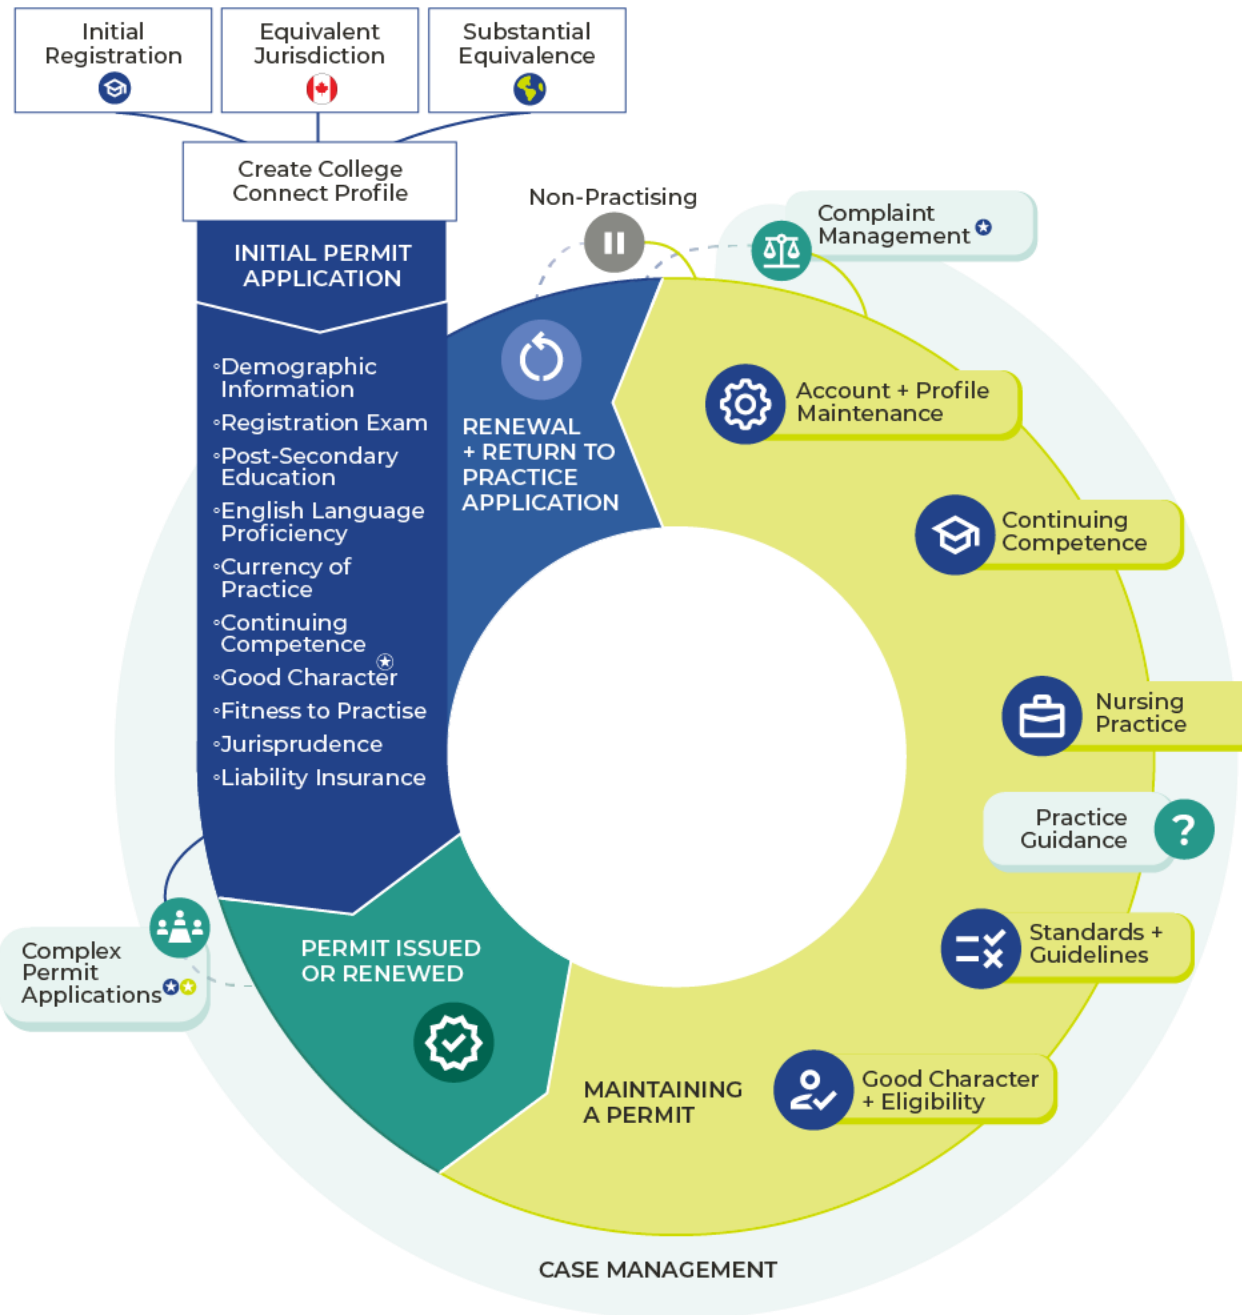 Initial
Registration
Equivalent
Jurisdiction
Substantial
Equivalence
Create College
Connect Profile
INITIAL PERMIT
APPLICATION
◦Demographic
Information
◦Registration Exam
◦Post-Secondary
Education
◦English Language
Proficiency
◦Currency of
Practice
◦Continuing
Competence
◦Good Character
◦Fitness to Practise
◦Jurisprudence
◦Liability Insurance
Non-Practising
Complaint
Management
RENEWAL
+ RETURN TO
PRACTICE
APPLICATION
Account + Profile
Maintenance
Continuing
Competence
Nursing
Practice
Practice
Guidance
?
Standards +
Guidelines
Good Character
+ Eligibility
MAINTAINING
A PERMIT
PERMIT ISSUED
OR RENEWED
Complex
Permit
Applications
CASE MANAGEMENT